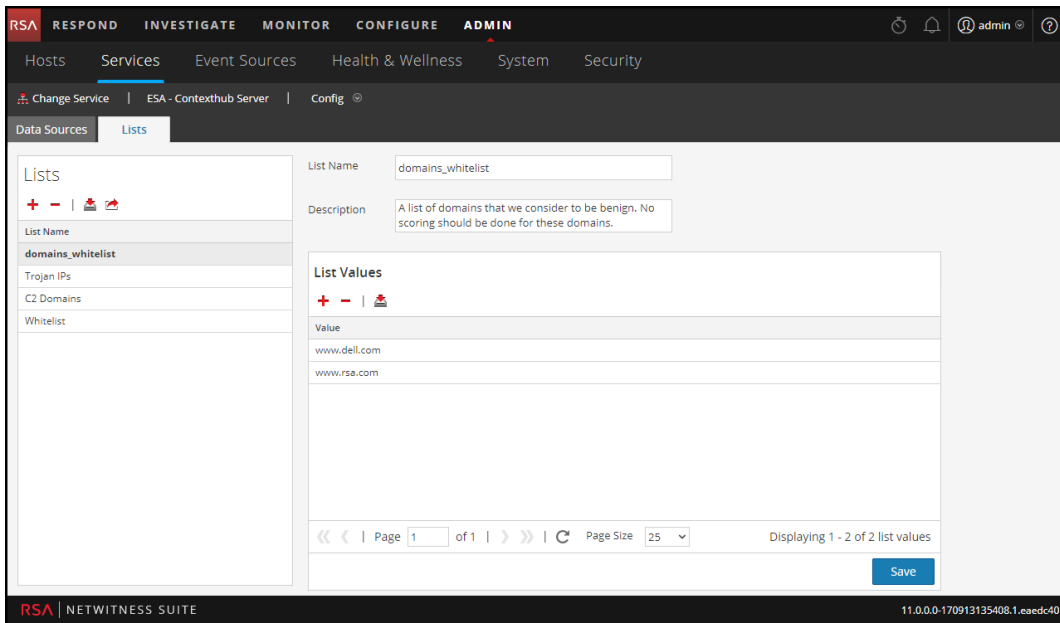 RSA RESPOND INVESTIGATE MONITOR CONFIGURE ADMIN admin ?
Hosts Services Event Sources Health & Wellness System Security
Change Service | ESA - Contexthub Server | Config
Data Sources Lists
Lists
List Name
domains_whitelist
Trojan IPs
C2 Domains
Whitelist
List Name domains_whitelist
Description A list of domains that we consider to be benign. No
scoring should be done for these domains.
List Values
Value
www.dell.com
www.rsa.com
Page 1 of 1 | Page Size 25 Displaying 1 - 2 of 2 list values
Save
RSA | NETWITNESS SUITE 11.0.0.0-170913135408.1.eaedc40